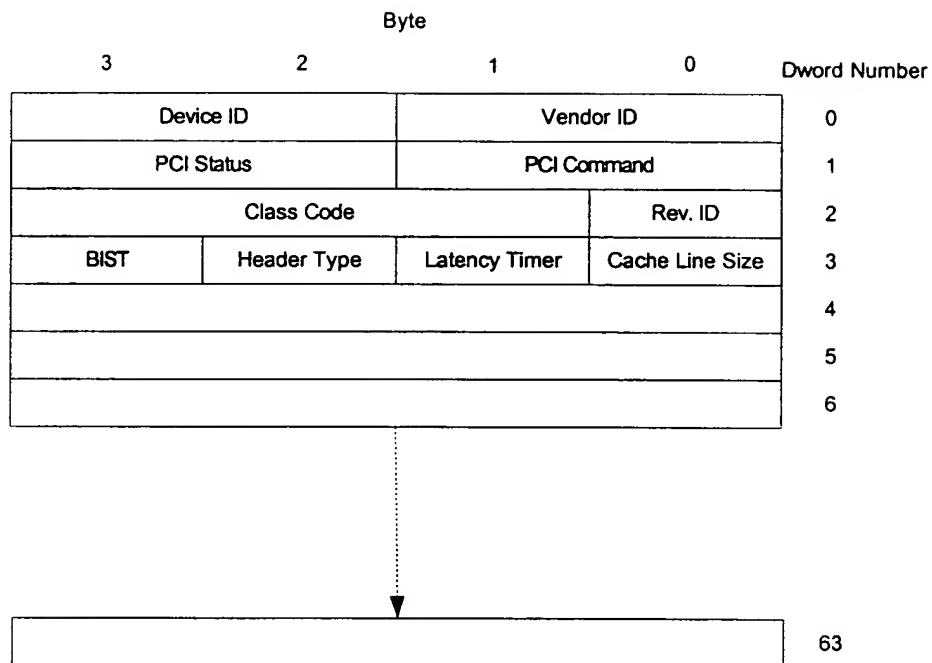 Byte
3 2 1 0 Dword Number
Device ID Vendor ID 0
PCI Status PCI Command 1
Class Code Rev. ID 2
BIST Header Type Latency Timer Cache Line Size 3
4
5
6
63